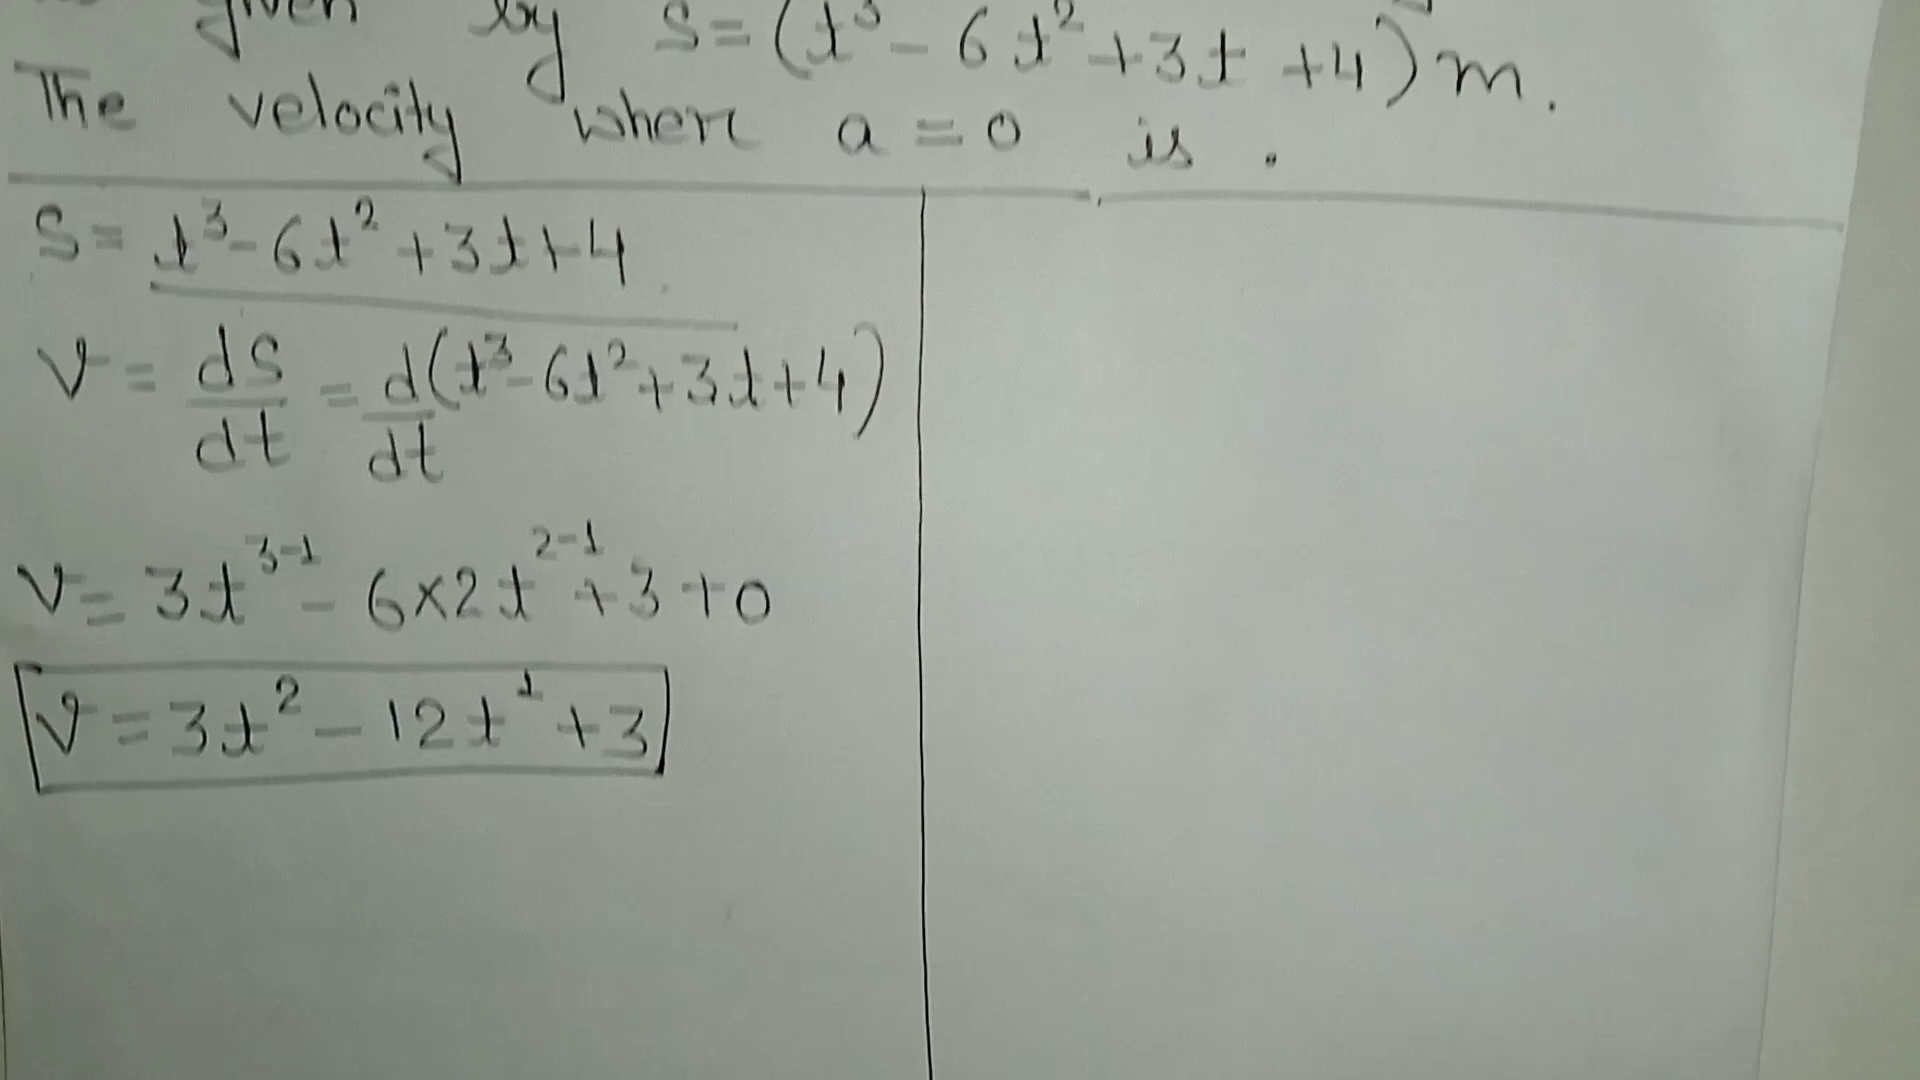 given by S = (t³ - 6t² + 3t + 4) m.
The velocity where a = 0 is .
S = t³ - 6t² + 3t + 4
V = dS/dt = d/dt (t³ - 6t² + 3t + 4)
V = 3t³⁻¹ - 6×2t²⁻¹ + 3 + 0
V = 3t² - 12t¹ + 3